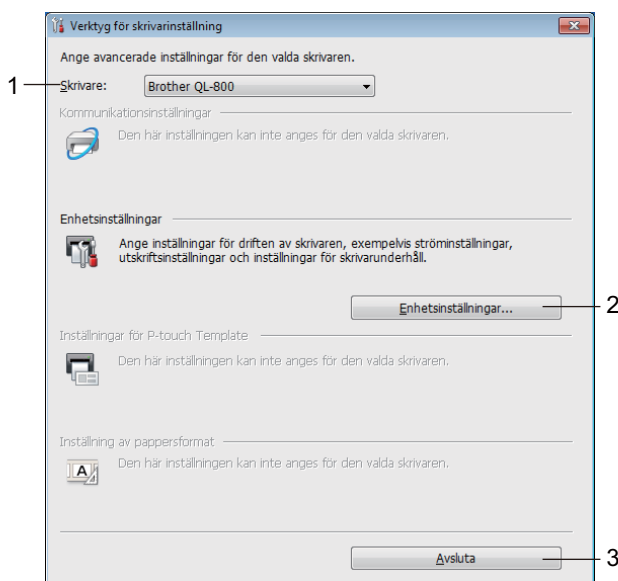 Verktyg för skrivarinställning
Ange avancerade inställningar för den valda skrivaren.
1
Skrivare: Brother QL-800
Kommunikationsinställningar
Den här inställningen kan inte anges för den valda skrivaren.
Enhetsinställningar
Ange inställningar för driften av skrivaren, exempelvis ströminställningar,
utskriftsinställningar och inställningar för skrivarunderhåll.
Enhetsinställningar...
2
Inställningar för P-touch Template
Den här inställningen kan inte anges för den valda skrivaren.
Inställning av pappersformat
A
Den här inställningen kan inte anges för den valda skrivaren.
Avsluta
3